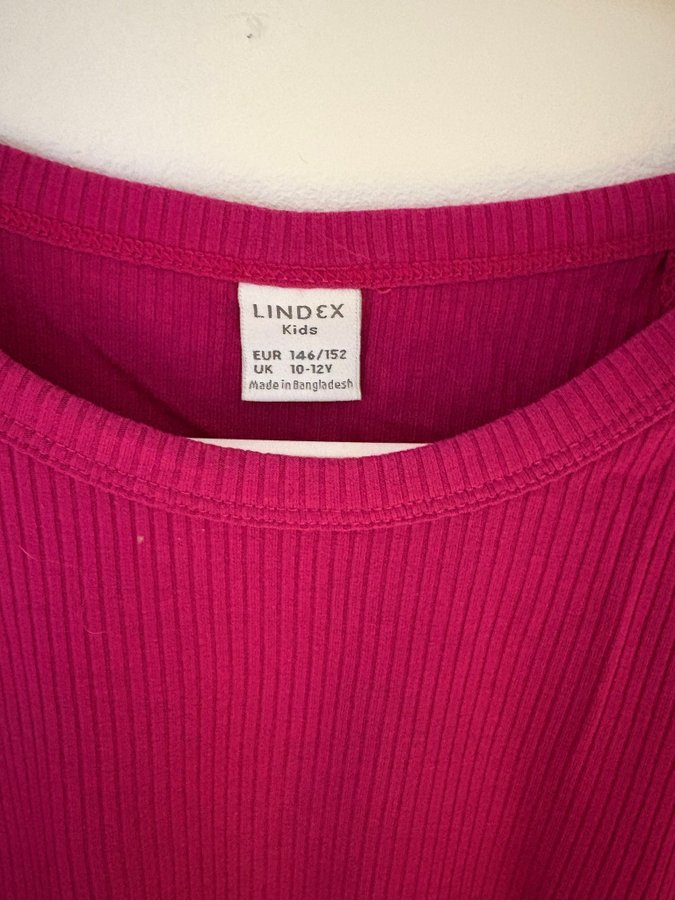 LINDEX
Kids
EUR 146/152
UK 10-12Y
Made in Bangladesh